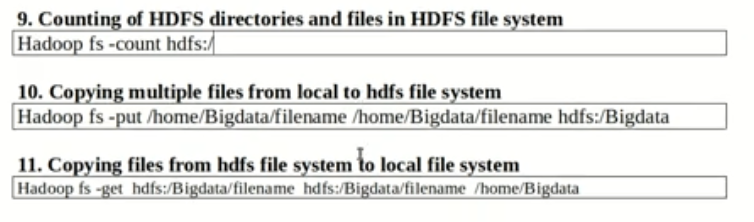 9. Counting of HDFS directories and files in HDFS file system
Hadoop fs -count hdfs:/
10. Copying multiple files from local to hdfs file system
Hadoop fs -put /home/Bigdata/filename /home/Bigdata/filename hdfs:/Bigdata
11. Copying files from hdfs file system to local file system
Hadoop fs -get  hdfs:/Bigdata/filename  hdfs:/Bigdata/filename  /home/Bigdata